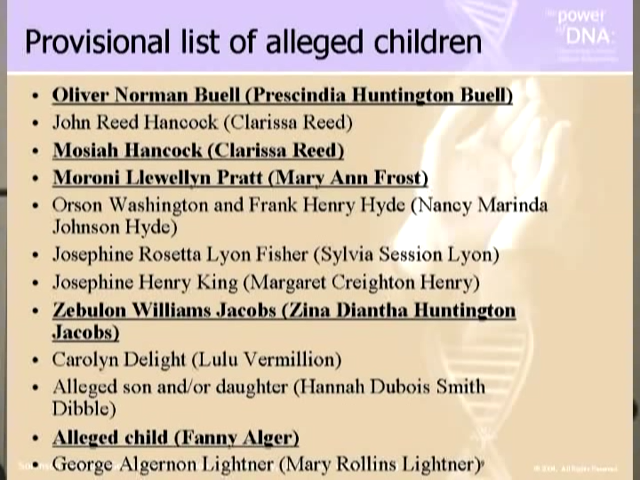 Provisional list of alleged children
power
DNA:
• Oliver Norman Buell (Prescindia Huntington Buell)
• John Reed Hancock (Clarissa Reed)
• Mosiah Hancock (Clarissa Reed)
• Moroni Llewellyn Pratt (Mary Ann Frost)
• Orson Washington and Frank Henry Hyde (Nancy Marinda
Johnson Hyde)
• Josephine Rosetta Lyon Fisher (Sylvia Session Lyon)
• Josephine Henry King (Margaret Creighton Henry)
• Zebulon Williams Jacobs (Zina Diantha Huntington
Jacobs)
• Carolyn Delight (Lulu Vermillion)
• Alleged son and/or daughter (Hannah Dubois Smith
Dibble)
• Alleged child (Fanny Alger)
• George Algernon Lightner (Mary Rollins Lightner)
All Rights Reserved